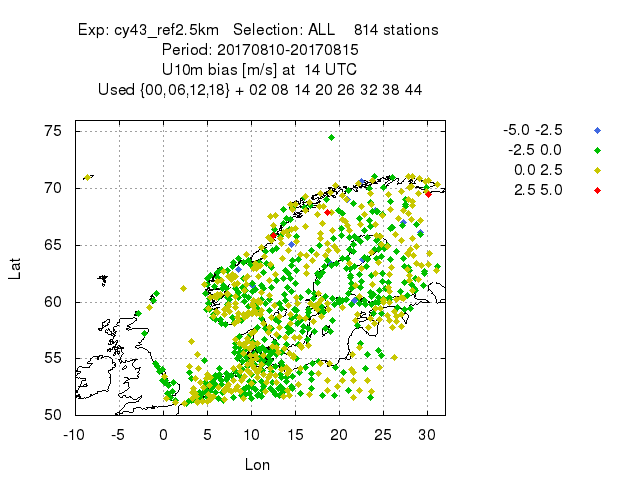 Exp: cy43_ref2.5km   Selection: ALL    814 stations
Period: 20170810-20170815
U10m bias [m/s] at  14 UTC
Used {00,06,12,18} + 02 08 14 20 26 32 38 44
-5.0 -2.5
-2.5 0.0
0.0 2.5
2.5 5.0
75
70
65
60
55
50
Lat
-10 -5 0 5 10 15 20 25 30
Lon